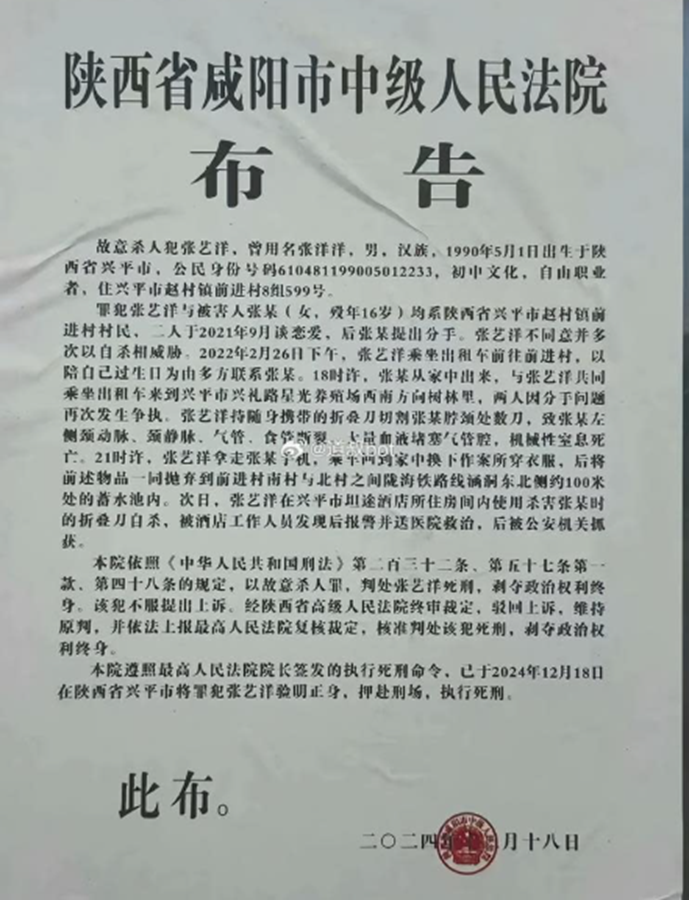 陕西省咸阳市中级人民法院
布 告
故意杀人犯张艺洋，曾用名张洋洋，男，汉族，1990年5月1日出生于陕
西省兴平市，公民身份号码610481199005012233，初中文化，自由职业
者，住兴平市赵村镇前进村8组599号。
罪犯张艺洋与被害人张某（女，殁年16岁）均系陕西省兴平市赵村镇前
进村村民，二人于2021年9月谈恋爱，后张某提出分手。张艺洋不同意并多
次以自杀相威胁。2022年2月26日下午，张艺洋乘坐出租车前往前进村，以
陪自己过生日为由多方联系张某。18时许，张某从家中出来，与张艺洋共同
乘坐出租车来到兴平市兴礼路星光养殖场西南方向树林里，两人因分手问题
再次发生争执。张艺洋持随身携带的折叠刀切割张某脖颈处数刀，致张某左
侧颈动脉、颈静脉、气管、食管断裂，大量血液堵塞气管腔，机械性窒息死
亡。21时许，张艺洋拿走张某手机，乘车回到家中换下作案所穿衣服，后将
前述物品一同抛弃到前进村南村与北村之间陇海铁路线涵洞东北侧约100米
处的蓄水池内。次日，张艺洋在兴平市坦途酒店所住房间内使用杀害张某时
的折叠刀自杀，被酒店工作人员发现后报警并送医院救治，后被公安机关抓
获。
本院依照《中华人民共和国刑法》第二百三十二条、第五十七条第一
款、第四十八条的规定，以故意杀人罪，判处张艺洋死刑，剥夺政治权利终
身。该犯不服提出上诉。经陕西省高级人民法院终审裁定，驳回上诉，维持
原判，并依法上报最高人民法院复核裁定，核准判处该犯死刑，剥夺政治权
利终身。
本院遵照最高人民法院院长签发的执行死刑命令，已于2024年12月18日
在陕西省兴平市将罪犯张艺洋验明正身，押赴刑场，执行死刑。
此布。
二〇二四年 月十八日